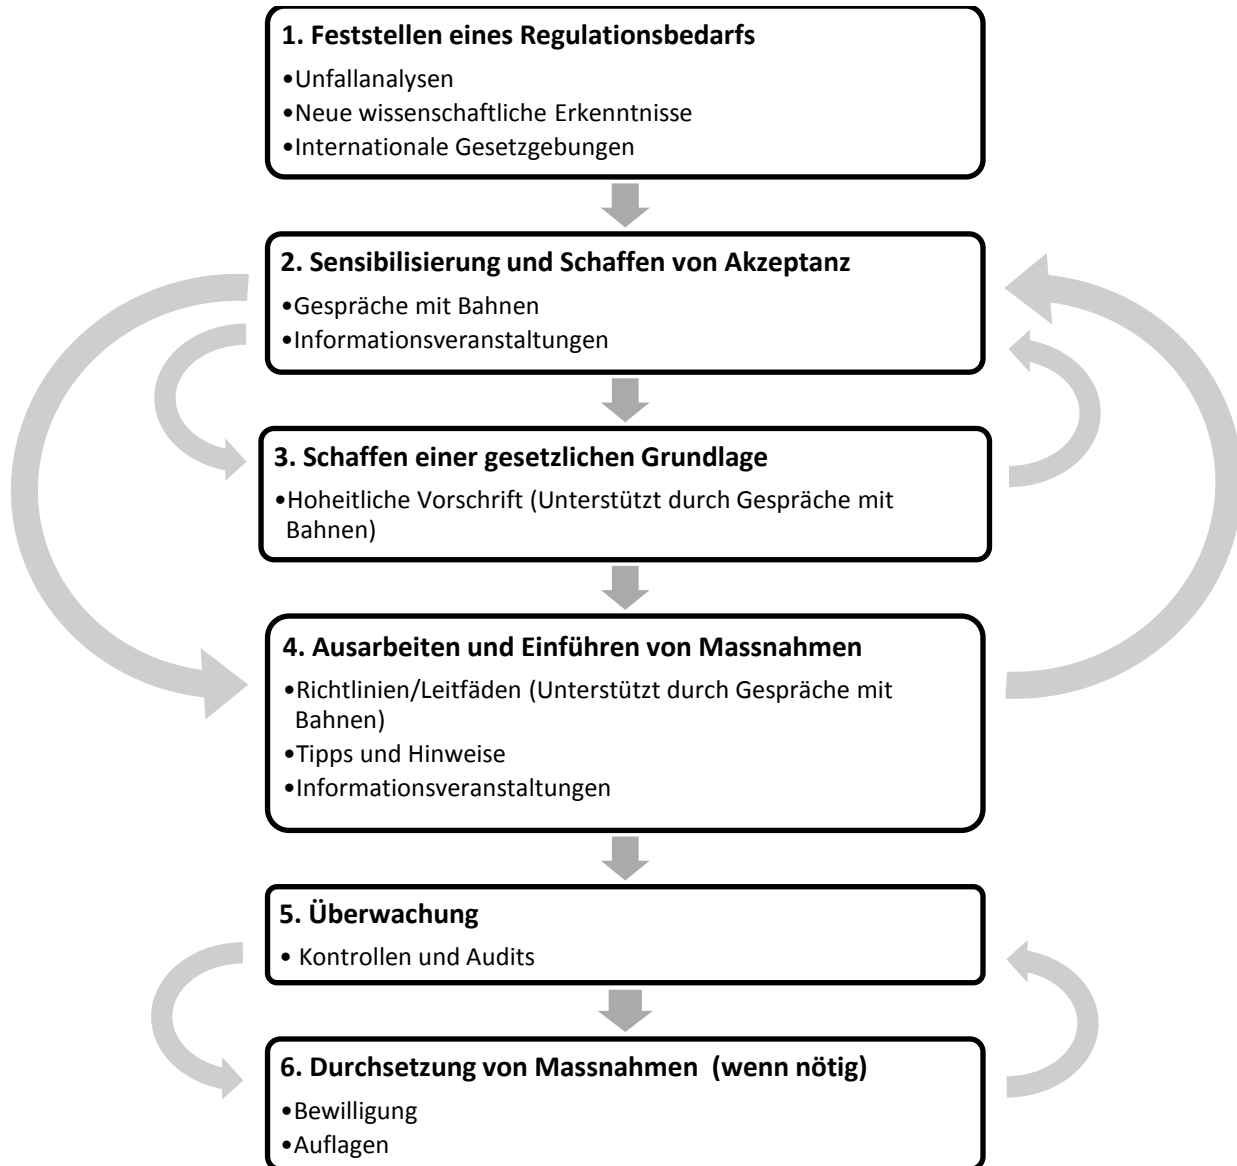 1. Feststellen eines Regulationsbedarfs
•Unfallanalysen
•Neue wissenschaftliche Erkenntnisse
•Internationale Gesetzgebungen
2. Sensibilisierung und Schaffen von Akzeptanz
•Gespräche mit Bahnen
•Informationsveranstaltungen
3. Schaffen einer gesetzlichen Grundlage
•Hoheitliche Vorschrift (Unterstützt durch Gespräche mit
Bahnen)
4. Ausarbeiten und Einführen von Massnahmen
•Richtlinien/Leitfäden (Unterstützt durch Gespräche mit
Bahnen)
•Tipps und Hinweise
•Informationsveranstaltungen
5. Überwachung
• Kontrollen und Audits
6. Durchsetzung von Massnahmen (wenn nötig)
•Bewilligung
•Auflagen